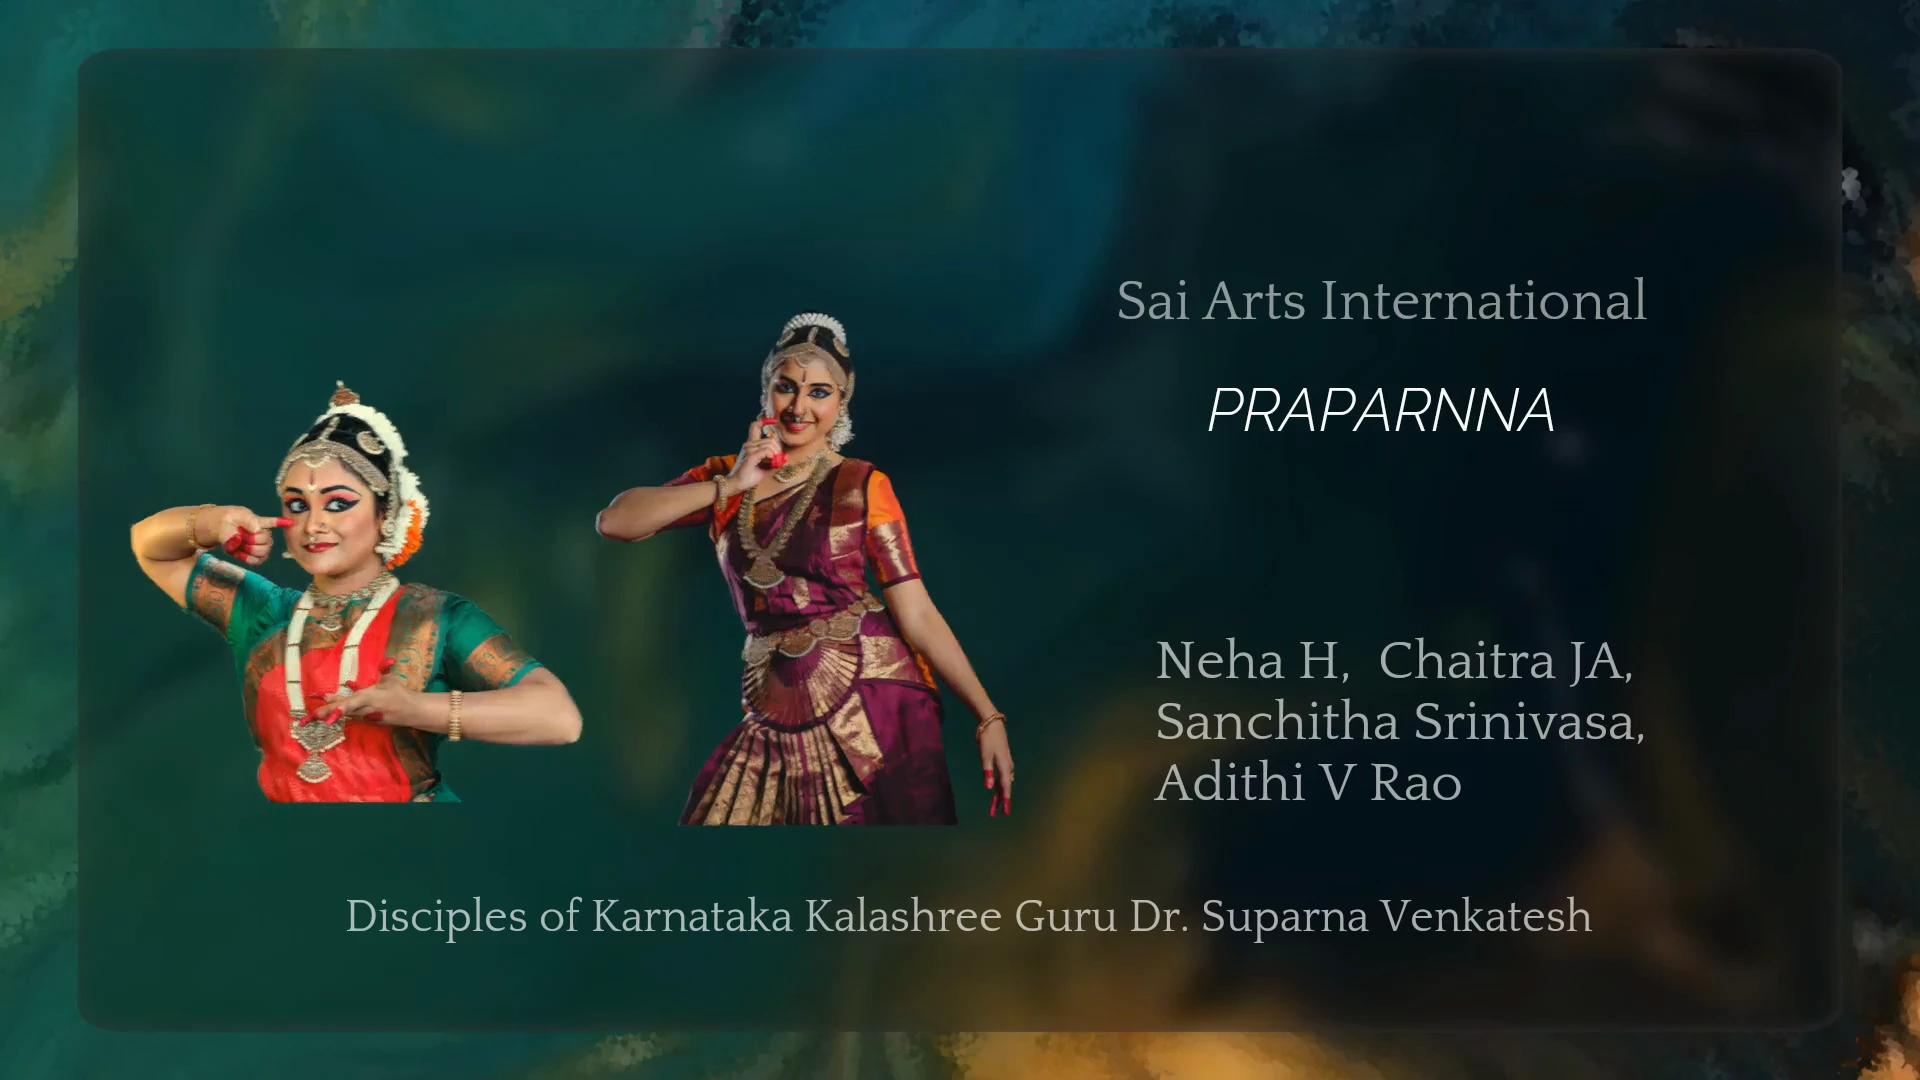 Sai Arts International
PRAPARNNA
Neha H,  Chaitra JA,
Sanchitha Srinivasa,
Adithi V Rao
Disciples of Karnataka Kalashree Guru Dr. Suparna Venkatesh